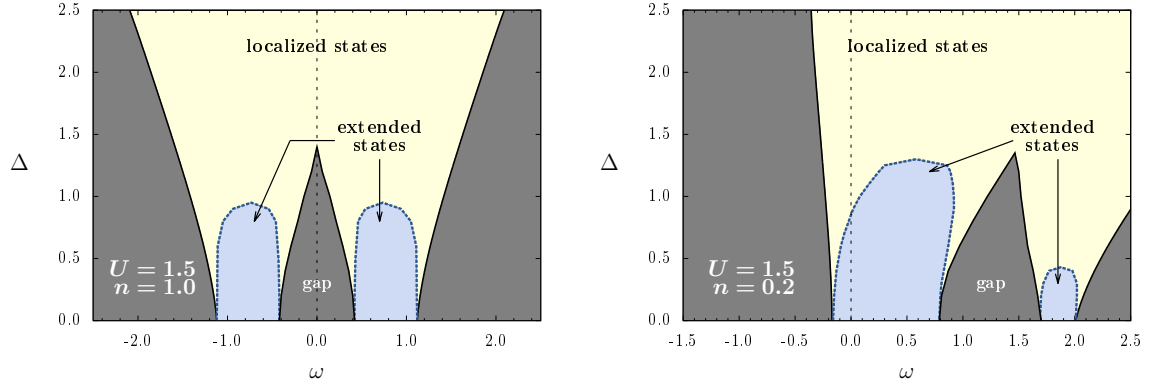 2.5
2.0
1.5
1.0
0.5
0.0
Δ
localized states
extended
states
U = 1.5
n = 1.0
gap
-2.0 -1.0 0.0 1.0 2.0
ω
2.5
2.0
1.5
1.0
0.5
0.0
Δ
localized states
extended
states
U = 1.5
n = 0.2
gap
-1.5 -1.0 -0.5 0.0 0.5 1.0 1.5 2.0 2.5
ω